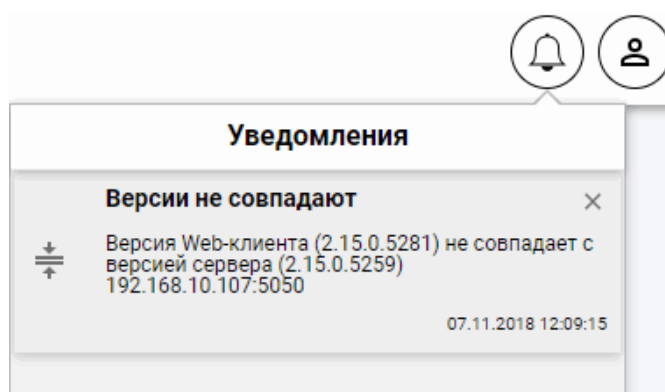 Уведомления
Версии не совпадают
Версия Web-клиента (2.15.0.5281) не совпадает с
версией сервера (2.15.0.5259)
192.168.10.107:5050
07.11.2018 12:09:15